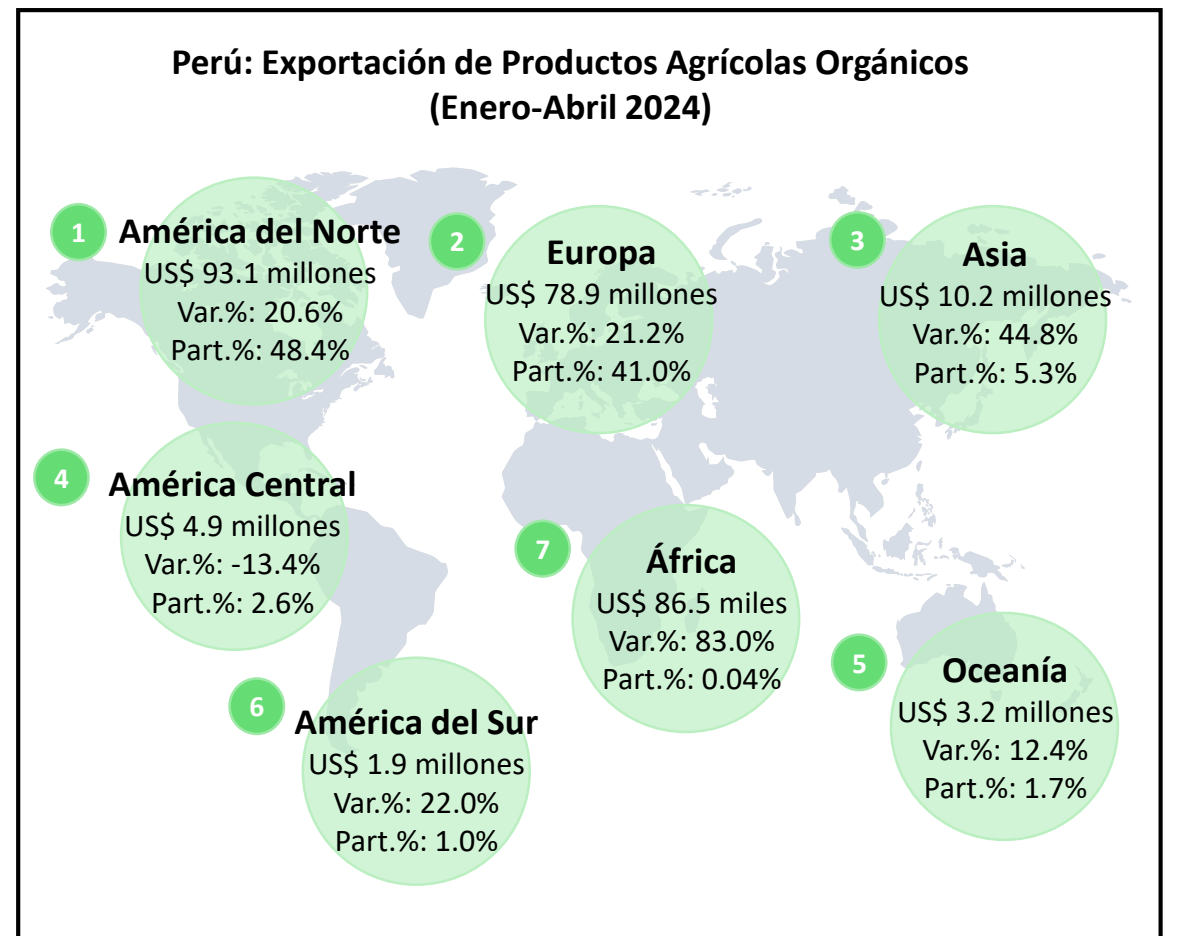 Perú: Exportación de Productos Agrícolas Orgánicos
(Enero-Abril 2024)
1
América del Norte
US$ 93.1 millones
Var.%: 20.6%
Part.%: 48.4%
2
Europa
US$ 78.9 millones
Var.%: 21.2%
Part.%: 41.0%
3
Asia
US$ 10.2 millones
Var.%: 44.8%
Part.%: 5.3%
4
América Central
US$ 4.9 millones
Var.%: -13.4%
Part.%: 2.6%
7
África
US$ 86.5 miles
Var.%: 83.0%
Part.%: 0.04%
5
Oceanía
US$ 3.2 millones
Var.%: 12.4%
Part.%: 1.7%
6
América del Sur
US$ 1.9 millones
Var.%: 22.0%
Part.%: 1.0%